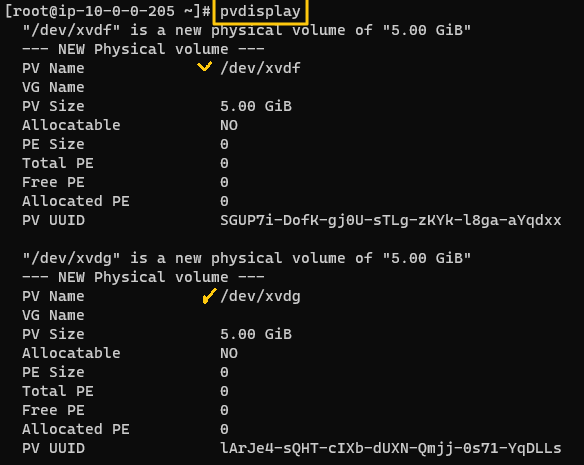 [root@ip-10-0-0-205 ~]# pvdisplay
"/dev/xvdf" is a new physical volume of "5.00 GiB"
--- NEW Physical volume ---
PV Name /dev/xvdf
VG Name
PV Size 5.00 GiB
Allocatable NO
PE Size 0
Total PE 0
Free PE 0
Allocated PE 0
PV UUID SGUP7i-DofK-gj0U-sTLg-zKYk-l8ga-aYqdxx
"/dev/xvdg" is a new physical volume of "5.00 GiB"
--- NEW Physical volume ---
PV Name /dev/xvdg
VG Name
PV Size 5.00 GiB
Allocatable NO
PE Size 0
Total PE 0
Free PE 0
Allocated PE 0
PV UUID lArJe4-sQHT-cIXb-dUXN-Qmjj-0s71-YqDLLs